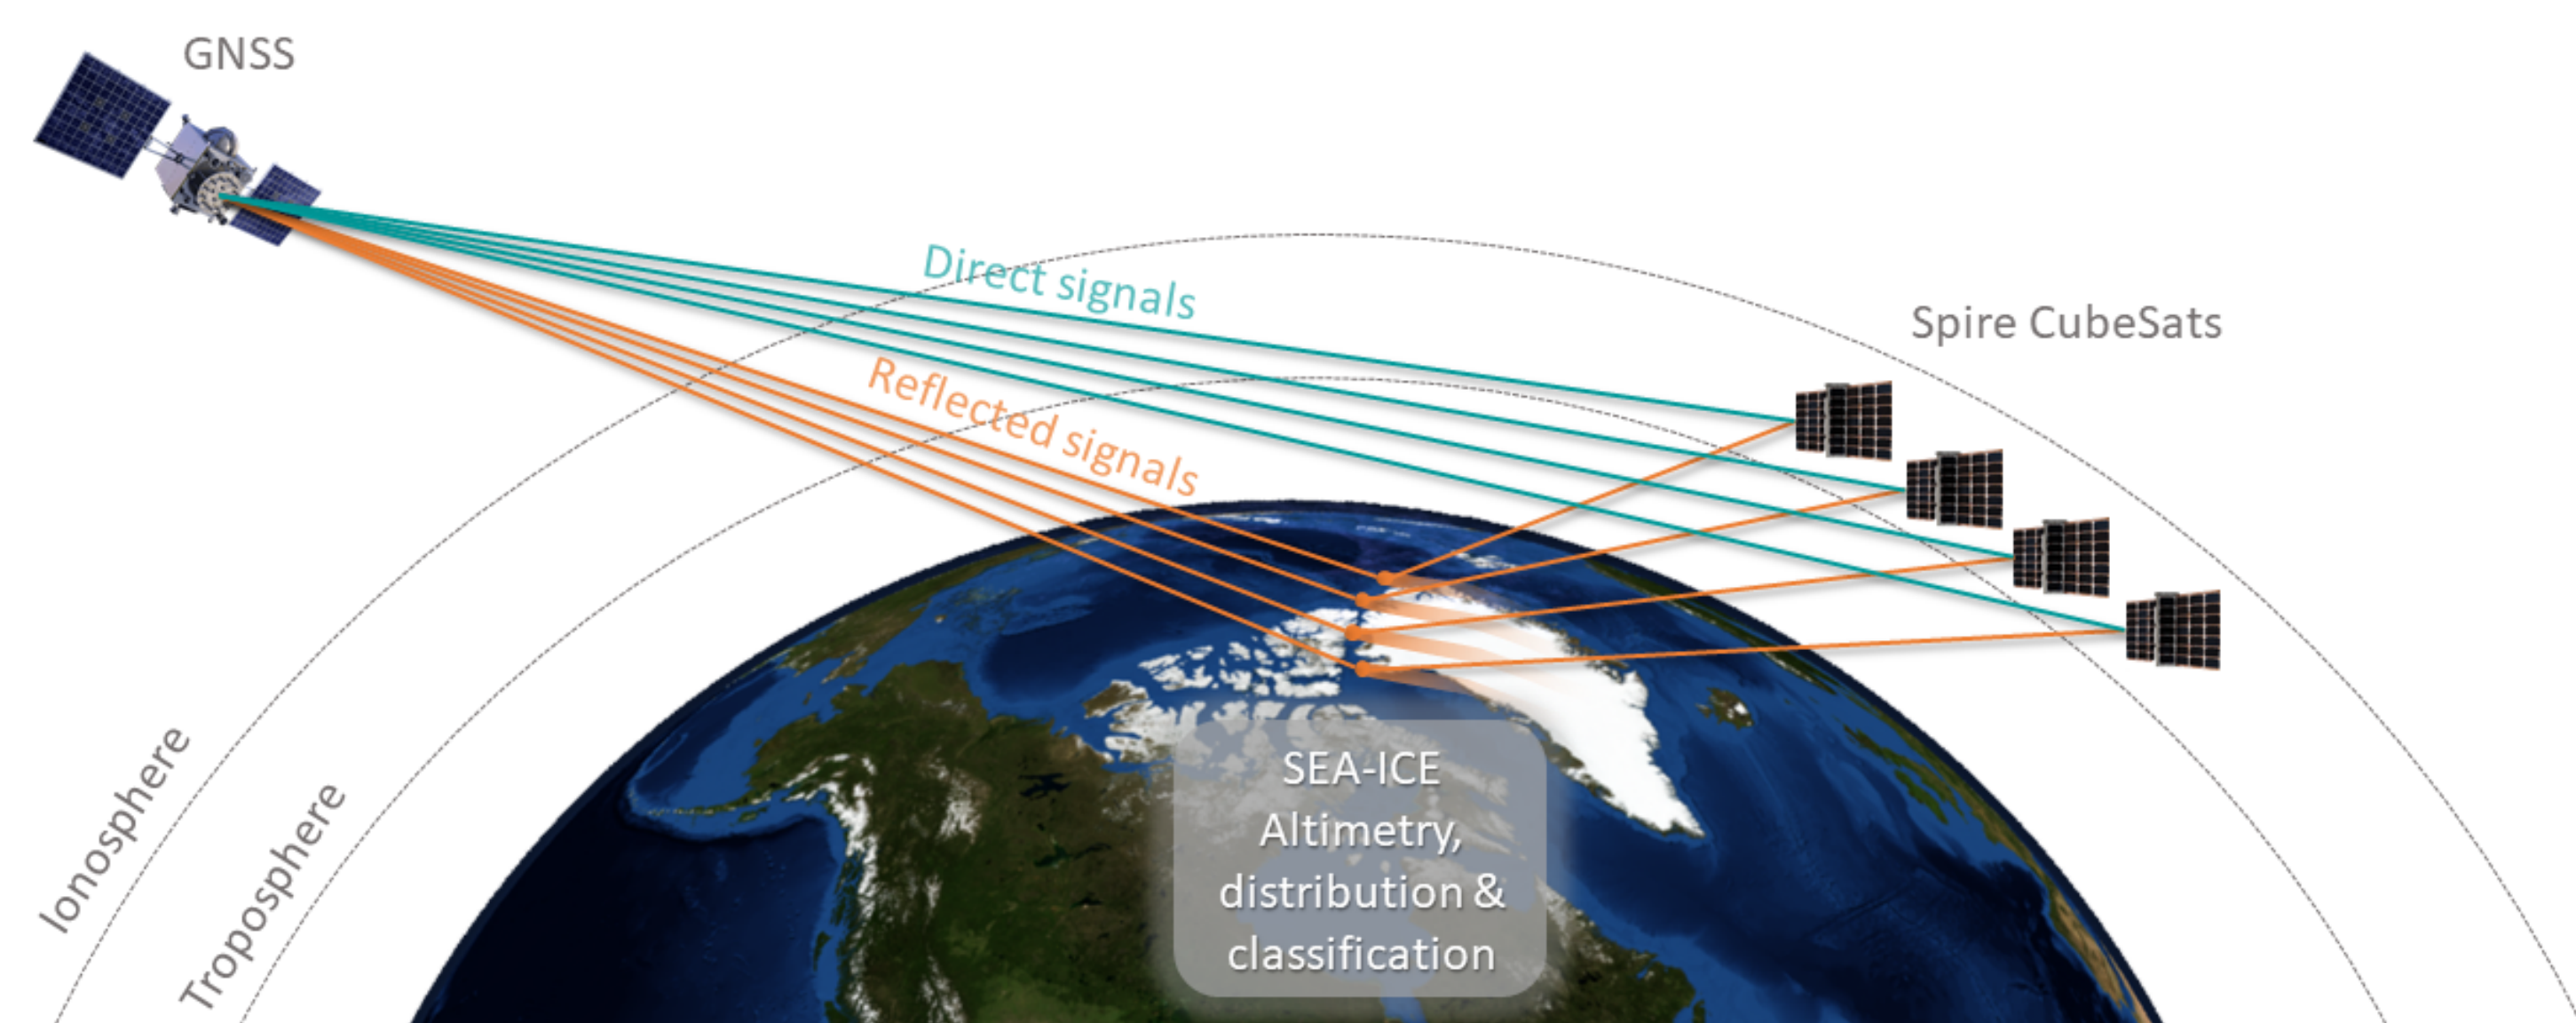 GNSS
Direct signals
Spire CubeSats
Reflected signals
Ionosphere
Troposphere
SEA-ICE
Altimetry,
distribution &
classification